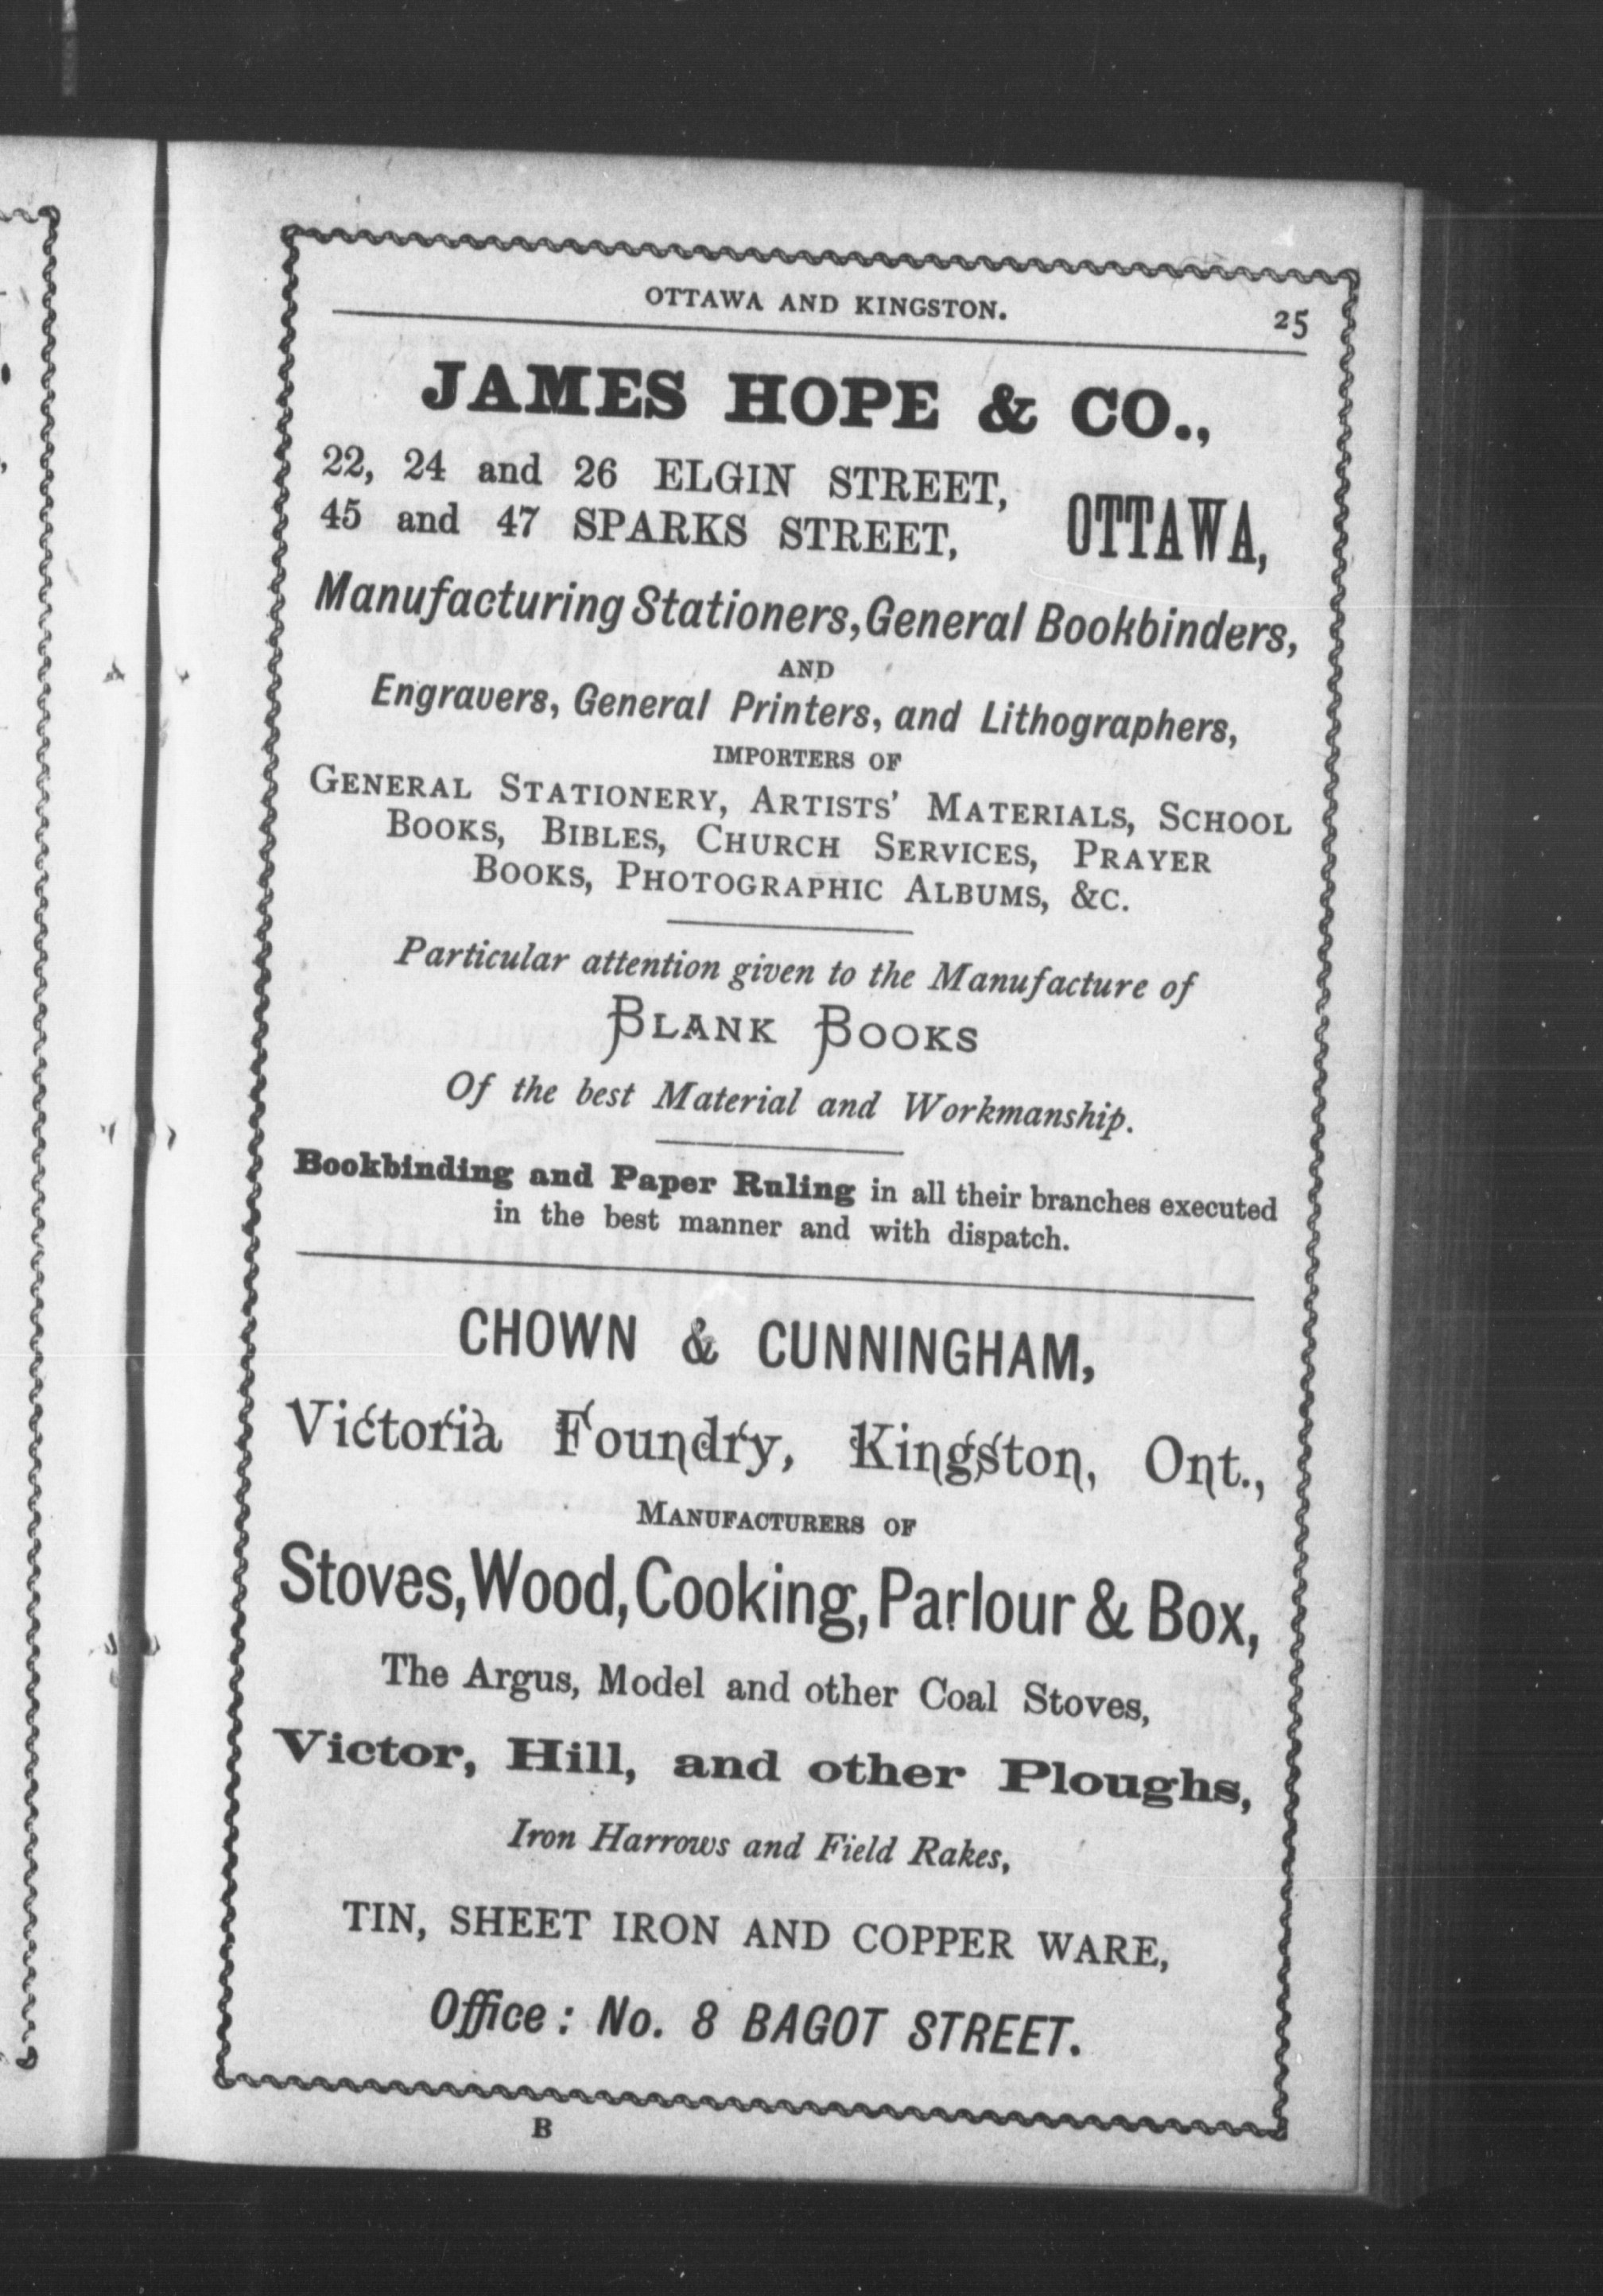 OTTAWA AND KINGSTON. 25
JAMES HOPE & CO.,
22, 24 and 26 ELGIN STREET,
45 and 47 SPARKS STREET,
OTTAWA,
Manufacturing Stationers, General Bookbinders,
AND
Engravers, General Printers, and Lithographers,
IMPORTERS OF
GENERAL STATIONERY, ARTISTS' MATERIALS, SCHOOL
BOOKS, BIBLES, CHURCH SERVICES, PRAYER
BOOKS, PHOTOGRAPHIC ALBUMS, &C.
Particular attention given to the Manufacture of
BLANK BOOKS
Of the best Material and Workmanship.
Bookbinding and Paper Ruling in all their branches executed
in the best manner and with dispatch.
CHOWN & CUNNINGHAM,
Victoria Foundry, Kingston, Ont.,
MANUFACTURERS OF
Stoves, Wood, Cooking, Parlour & Box,
The Argus, Model and other Coal Stoves,
Victor, Hill, and other Ploughs,
Iron Harrows and Field Rakes,
TIN, SHEET IRON AND COPPER WARE,
Office: No. 8 BAGOT STREET.
B